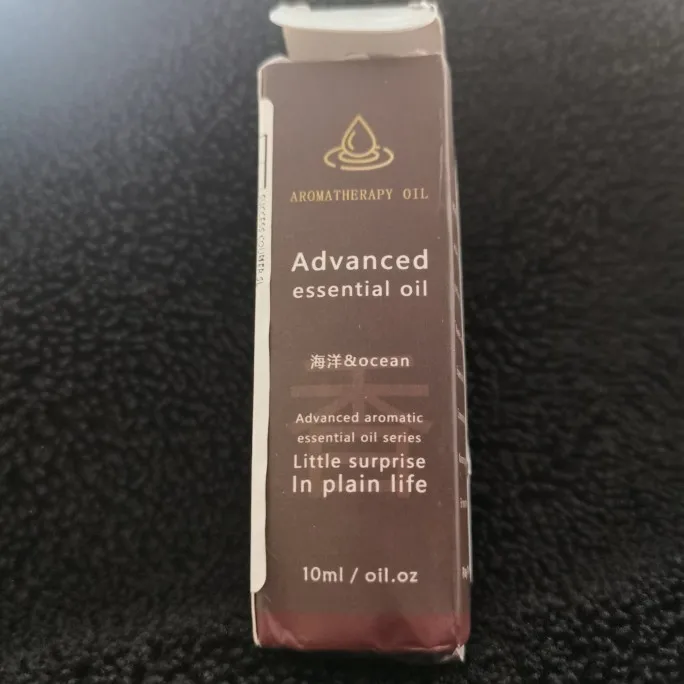 AROMATHERAPY OIL
Advanced
essential oil
海洋&ocean
Advanced aromatic
essential oil series
Little surprise
In plain life
10ml / oil.oz